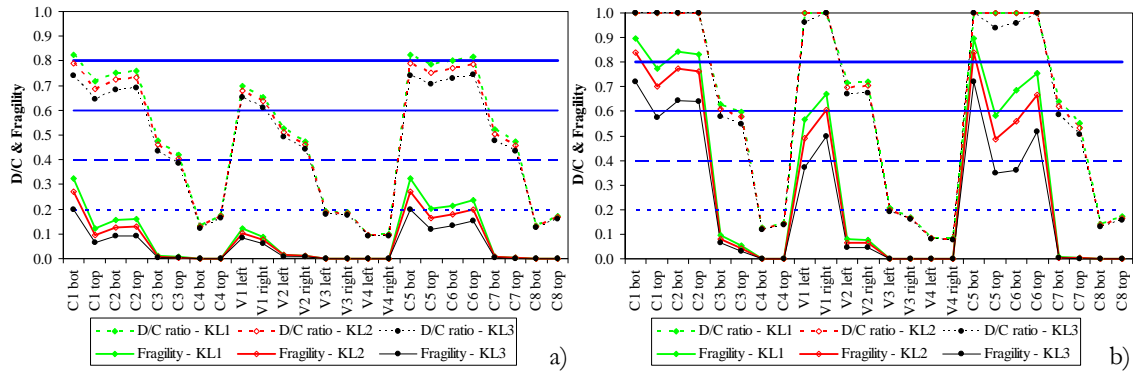 D/C & Fragility
1.0
0.9
0.8
0.7
0.6
0.5
0.4
0.3
0.2
0.1
0.0
C1 bot
C1 top
C2 bot
C2 top
C3 bot
C3 top
C4 bot
C4 top
V1 left
V1 right
V2 left
V2 right
V3 left
V3 right
V4 left
V4 right
C5 bot
C5 top
C6 bot
C6 top
C7 bot
C7 top
C8 bot
C8 top
D/C ratio - KL1 D/C ratio - KL2 D/C ratio - KL3
Fragility - KL1 Fragility - KL2 Fragility - KL3
a)
D/C & Fragility
1.0
0.9
0.8
0.7
0.6
0.5
0.4
0.3
0.2
0.1
0.0
C1 bot
C1 top
C2 bot
C2 top
C3 bot
C3 top
C4 bot
C4 top
V1 left
V1 right
V2 left
V2 right
V3 left
V3 right
V4 left
V4 right
C5 bot
C5 top
C6 bot
C6 top
C7 bot
C7 top
C8 bot
C8 top
D/C ratio - KL1 D/C ratio - KL2 D/C ratio - KL3
Fragility - KL1 Fragility - KL2 Fragility - KL3
b)